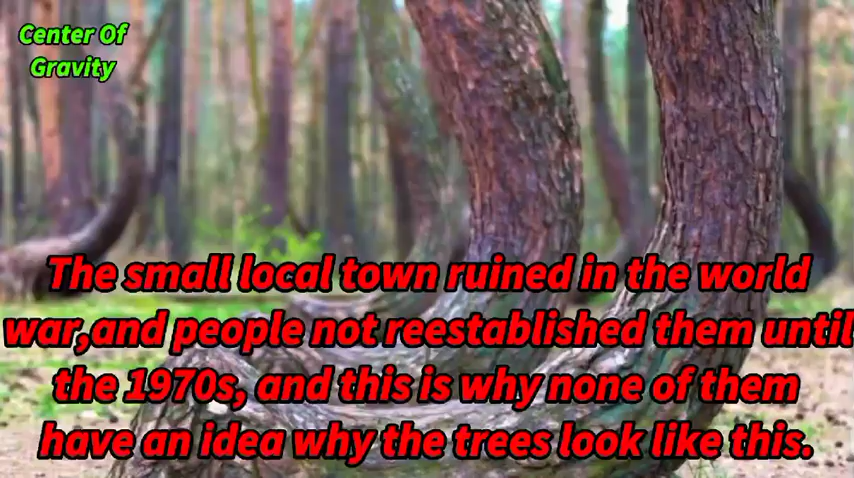 Center Of
Gravity
The small local town ruined in the world
war,and people not reestablished them until
the 1970s, and this is why none of them
have an idea why the trees look like this.